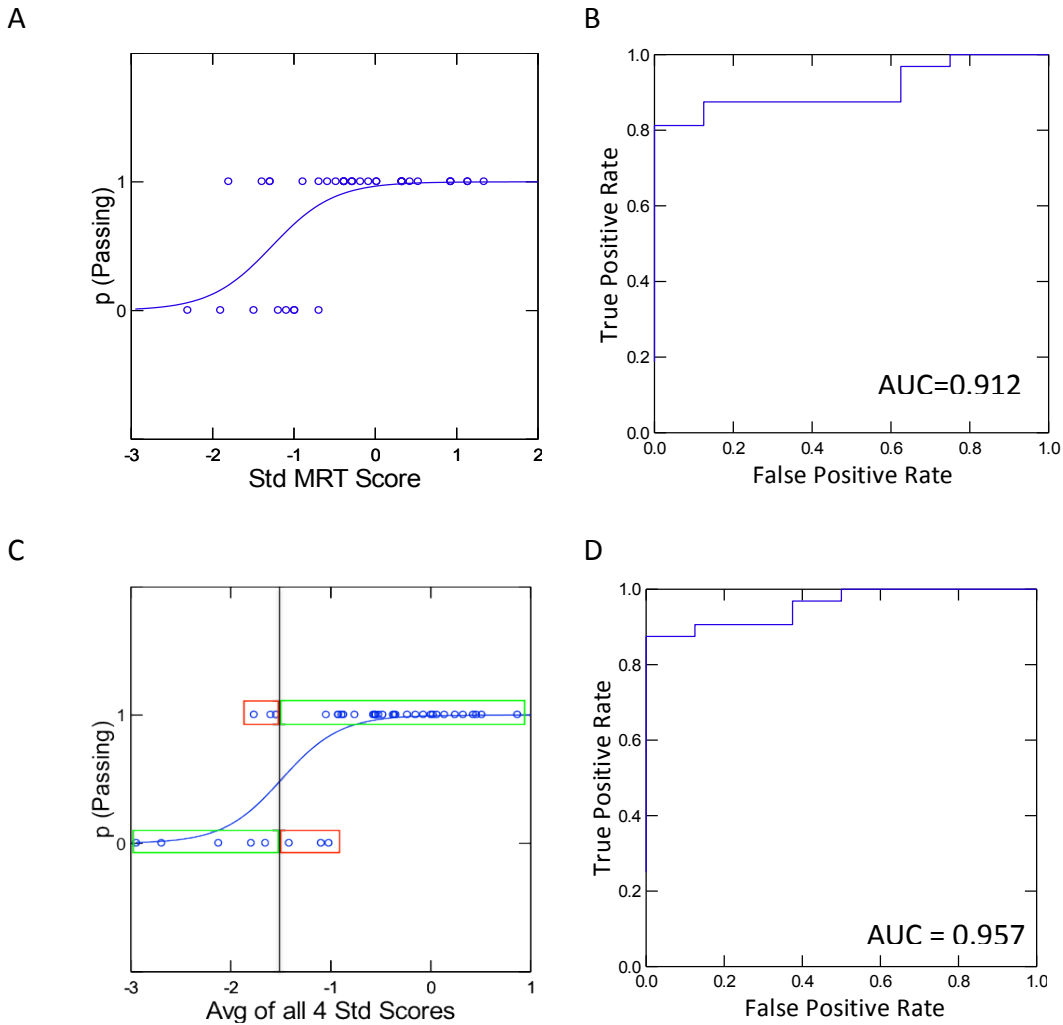 A
p (Passing)
1
0
-3
-2
-1
0
1
2
Std MRT Score
B
True Positive Rate
1.0
0.8
0.6
0.4
0.2
0.0
AUC=0.912
0.0
0.2
0.4
0.6
0.8
1.0
False Positive Rate
C
p (Passing)
1
0
-3
-2
-1
0
1
Avg of all 4 Std Scores
D
True Positive Rate
1.0
0.8
0.6
0.4
0.2
0.0
AUC = 0.957
0.0
0.2
0.4
0.6
0.8
1.0
False Positive Rate